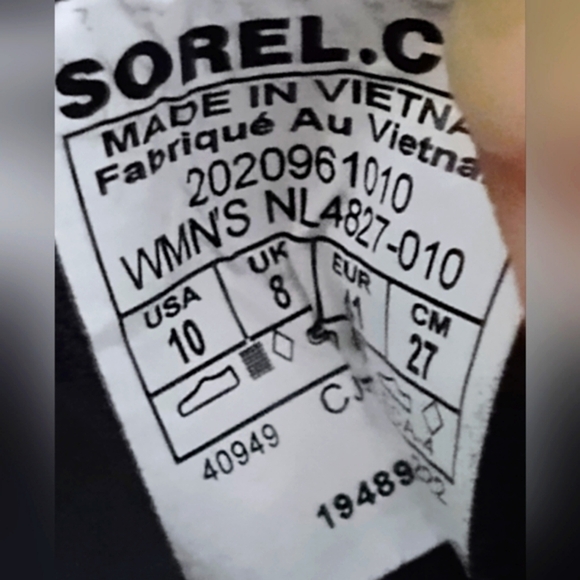 SOREL.C
MADE IN VIETNA
Fabriqué Au Vietna
2020961010
WMN'S NL4827-010
USA UK EUR CM
10 8 27
40949